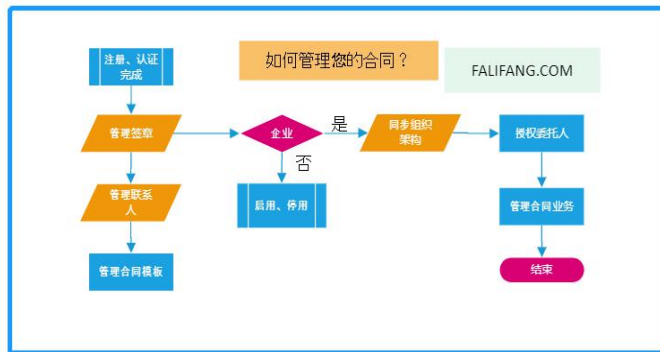 如何管理您的合同？
FALIFANG.COM
注册、认证
完成
管理签章
企业
是
同步组织
架构
授权委托人
否
管理联系
人
启用、停用
管理合同业务
管理合同模板
结束